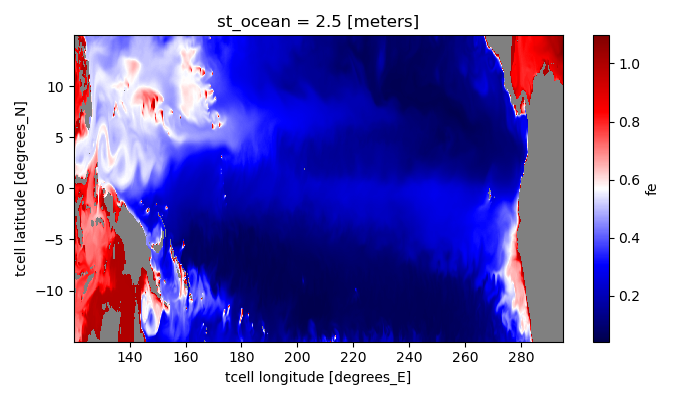 st_ocean = 2.5 [meters]
10
5
0
−5
−10
tcell latitude [degrees_N]
140 160 180 200 220 240 260 280
tcell longitude [degrees_E]
1.0
0.8
0.6
0.4
0.2
fe